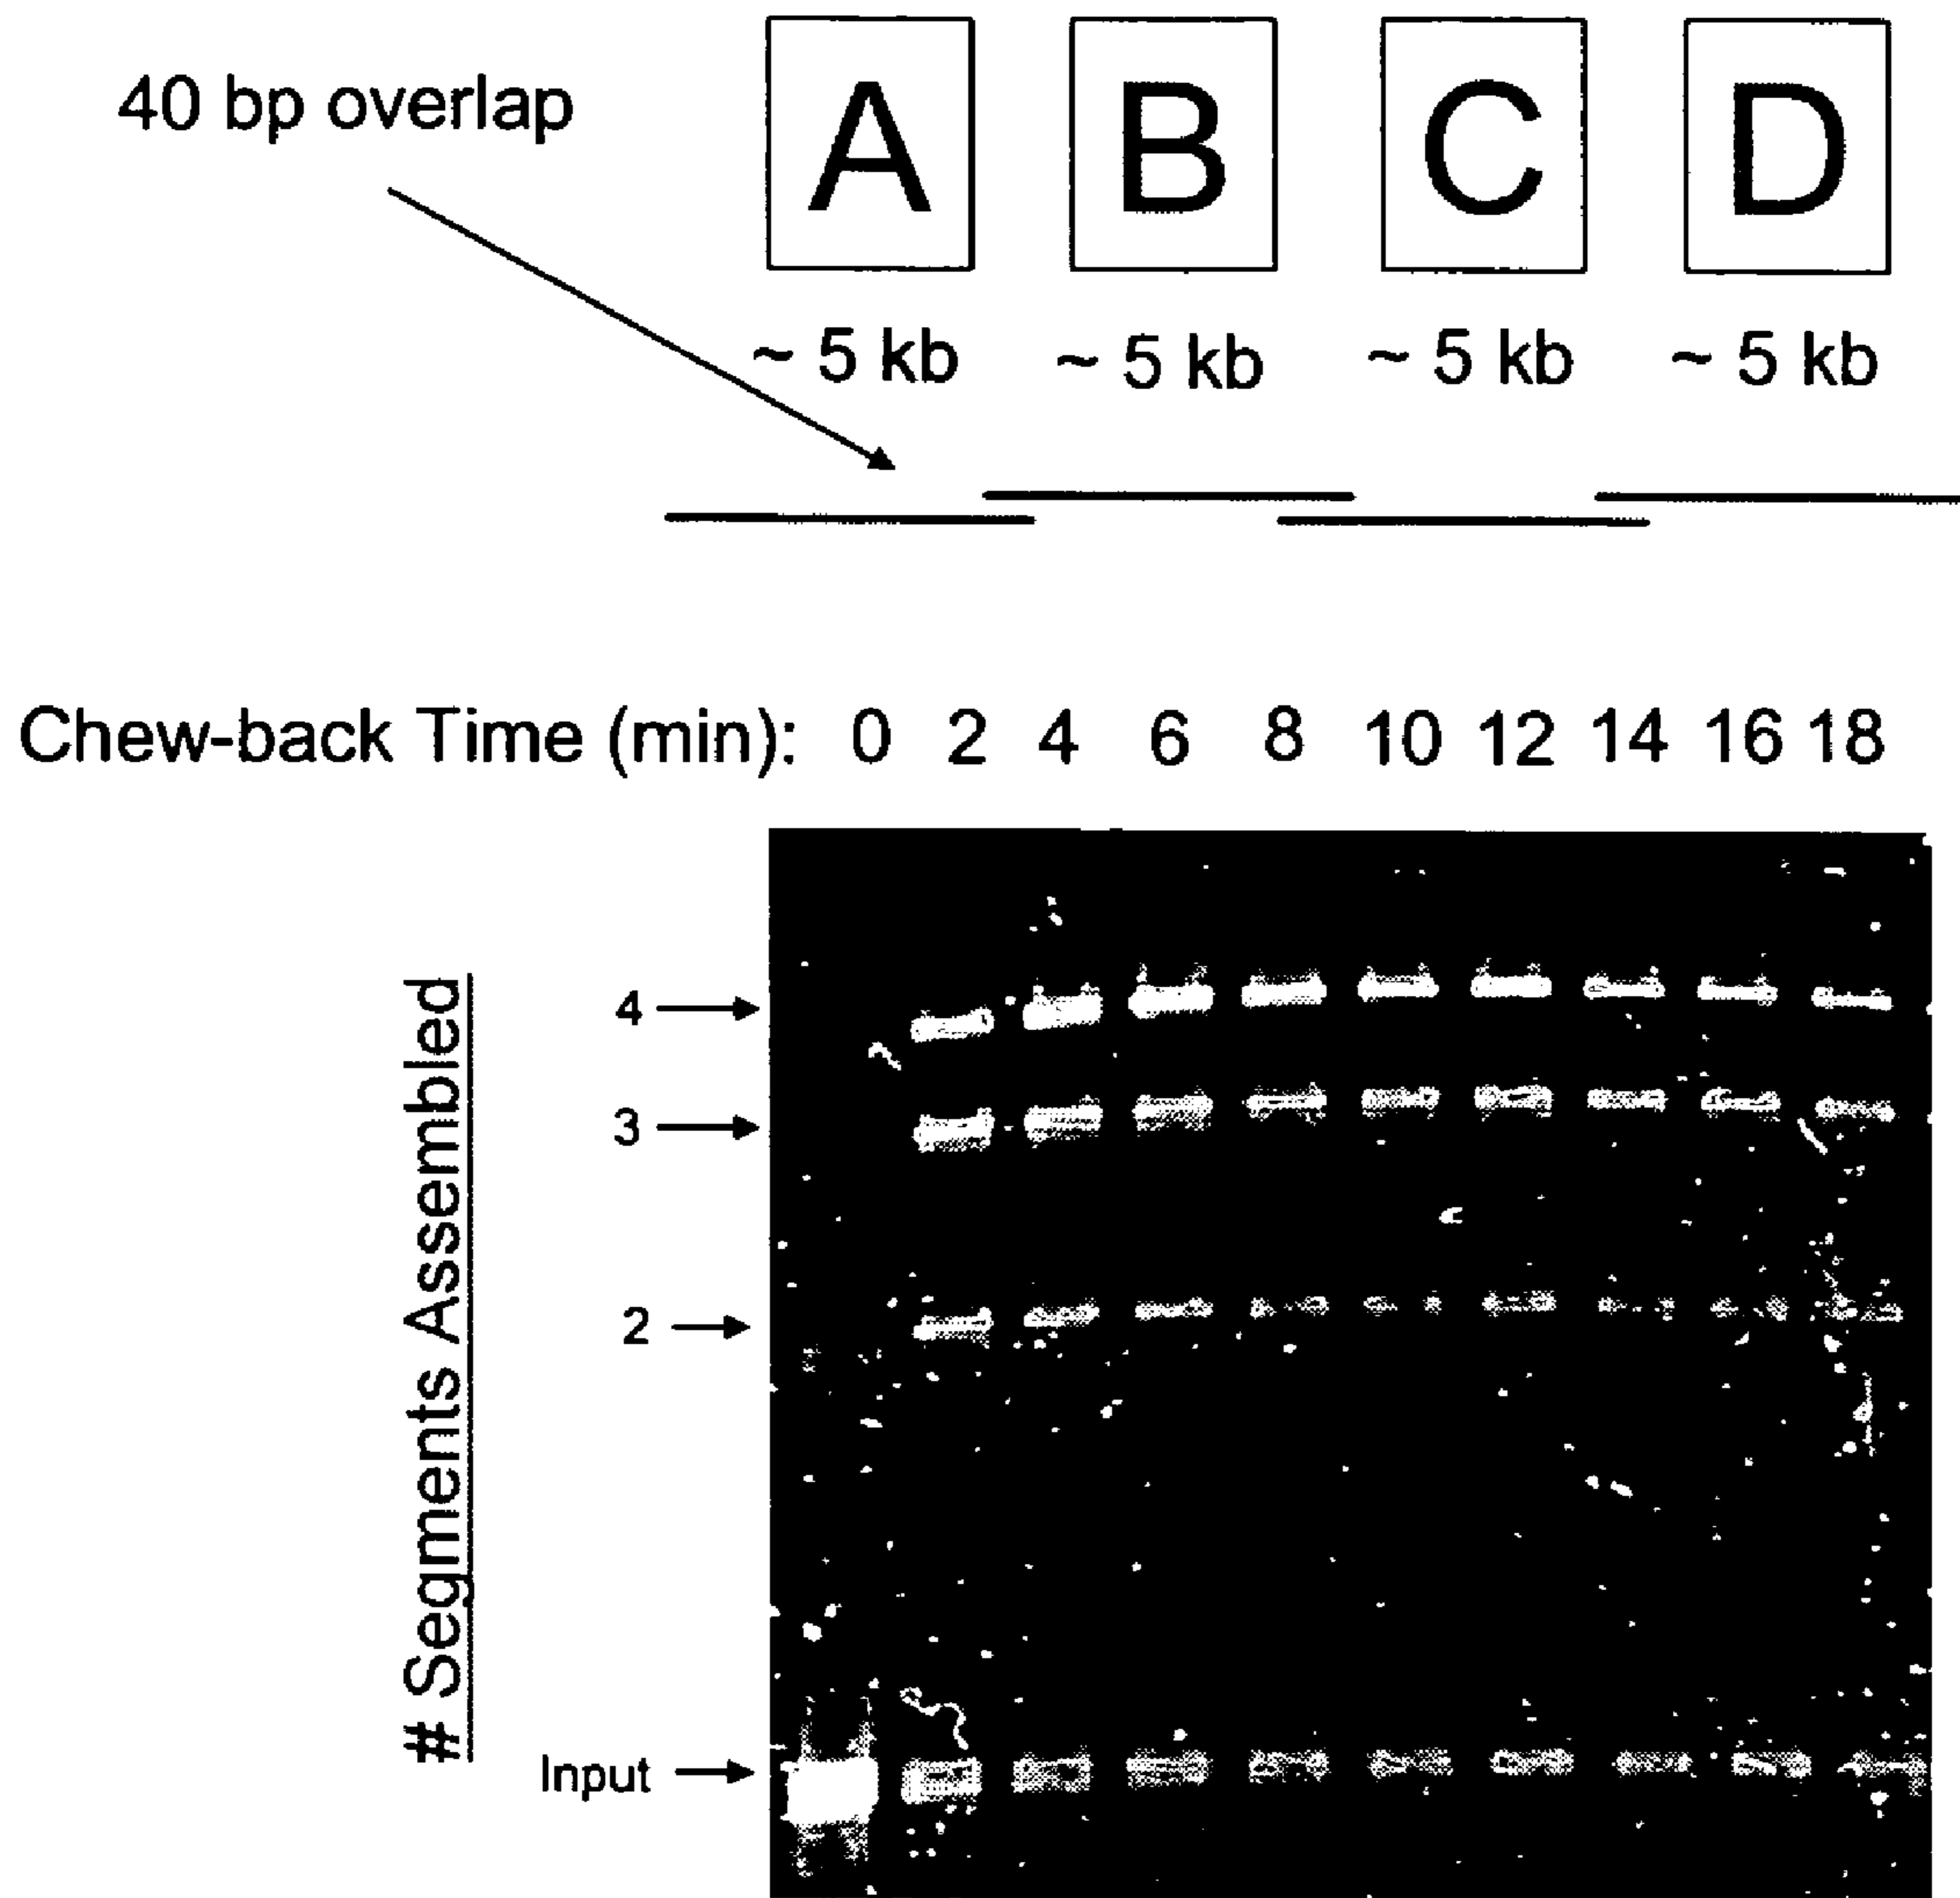 40 bp overlap
A B C D
~ 5 kb ~ 5 kb ~ 5 kb ~ 5 kb
Chew-back Time (min): 0 2 4 6 8 10 12 14 16 18
# Segments Assembled
4
3
2
Input